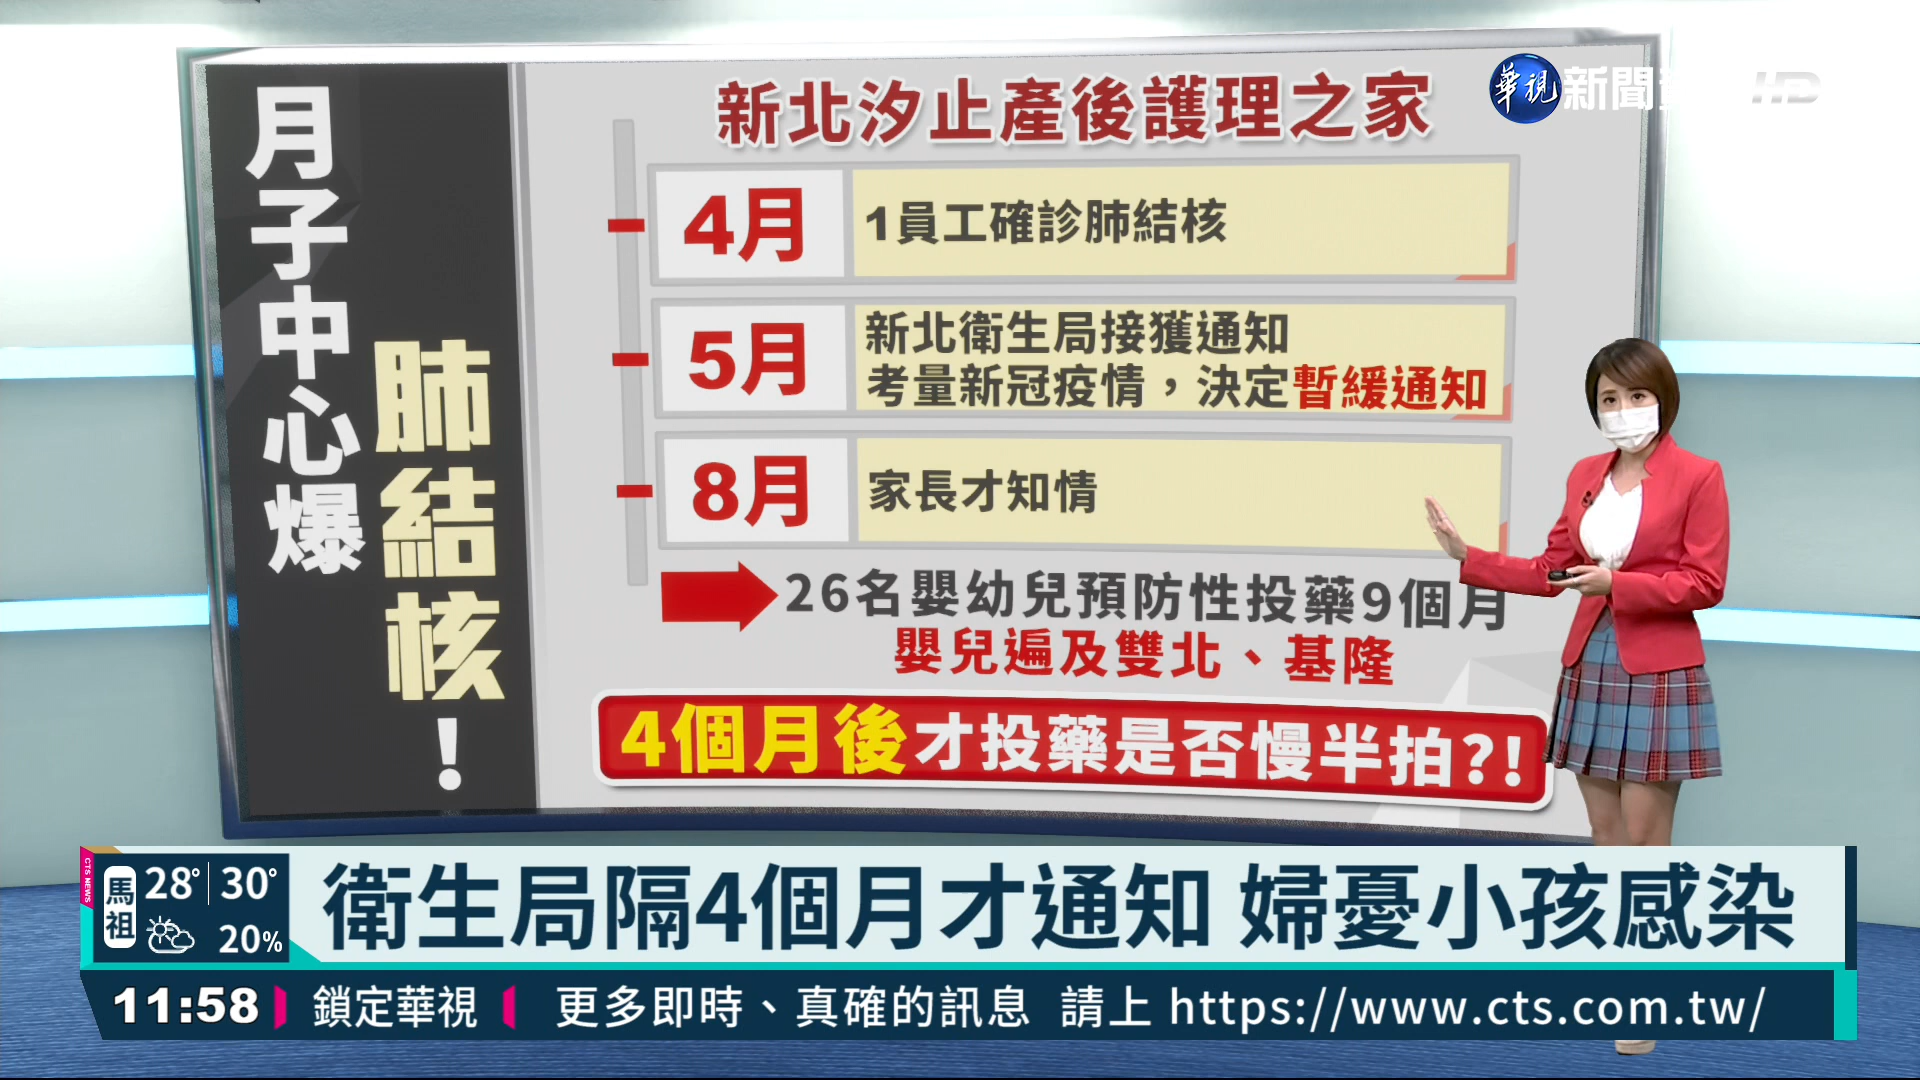 月子中心爆
肺結核!
新北汐止產後護理之家
4月
1員工確診肺結核
5月
新北衛生局接獲通知
考量新冠疫情，決定暫緩通知
8月
家長才知情
26名嬰幼兒預防性投藥9個月
嬰兒遍及雙北、基隆
4個月後才投藥是否慢半拍?!
華視
新聞
HD
CTS NEWS
馬祖
28° 30°
20%
衛生局隔4個月才通知 婦憂小孩感染
11:58 鎖定華視 更多即時、真確的訊息 請上 https://www.cts.com.tw/